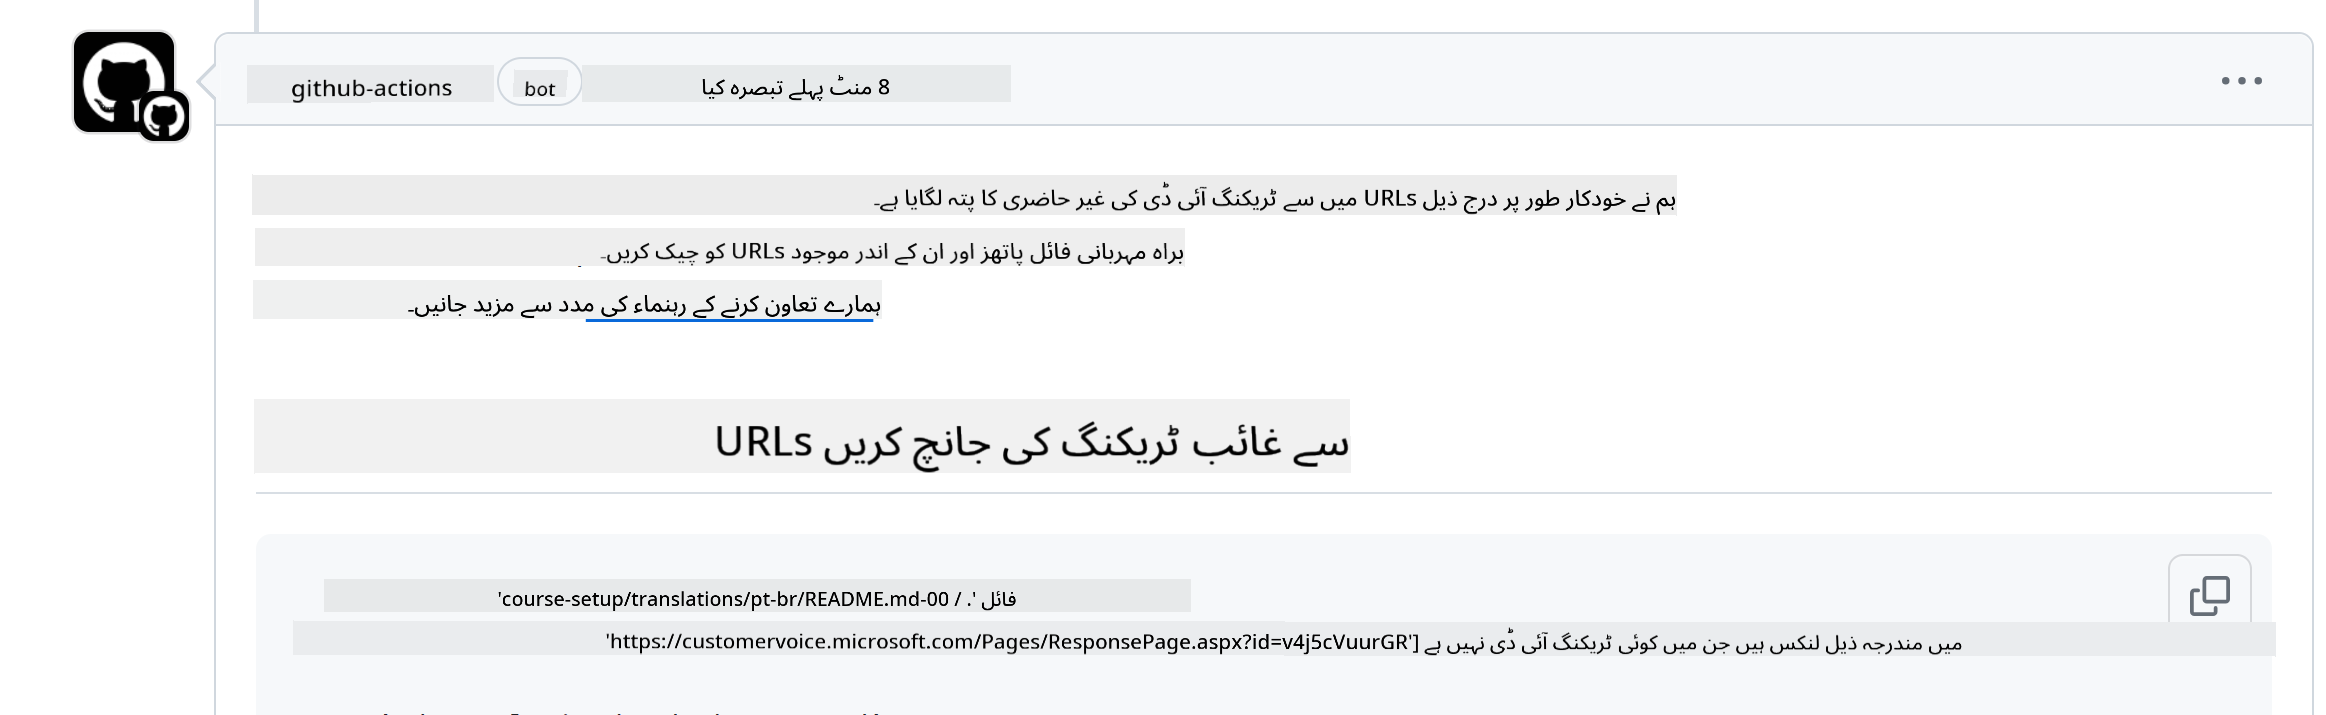 github-actions bot 8 منٹ پہلے تبصرہ کیا
ہم نے خودکار طور پر درج ذیل URLs میں سے ٹریکنگ آئی ڈی کی غیر حاضری کا پتہ لگایا ہے۔
براہ مہربانی فائل پاتھز اور ان کے اندر موجود URLs کو چیک کریں۔
ہمارے تعاون کرنے کے رہنماء کی مدد سے مزید جانیں۔
سے غائب ٹریکنگ کی جانچ کریں URLs
فائل '. / course-setup/translations/pt-br/README.md-00'
میں مندرجہ ذیل لنکس ہیں جن میں کوئی ٹریکنگ آئی ڈی نہیں ہے ['https://customervoice.microsoft.com/Pages/ResponsePage.aspx?id=v4j5cVuurGR'